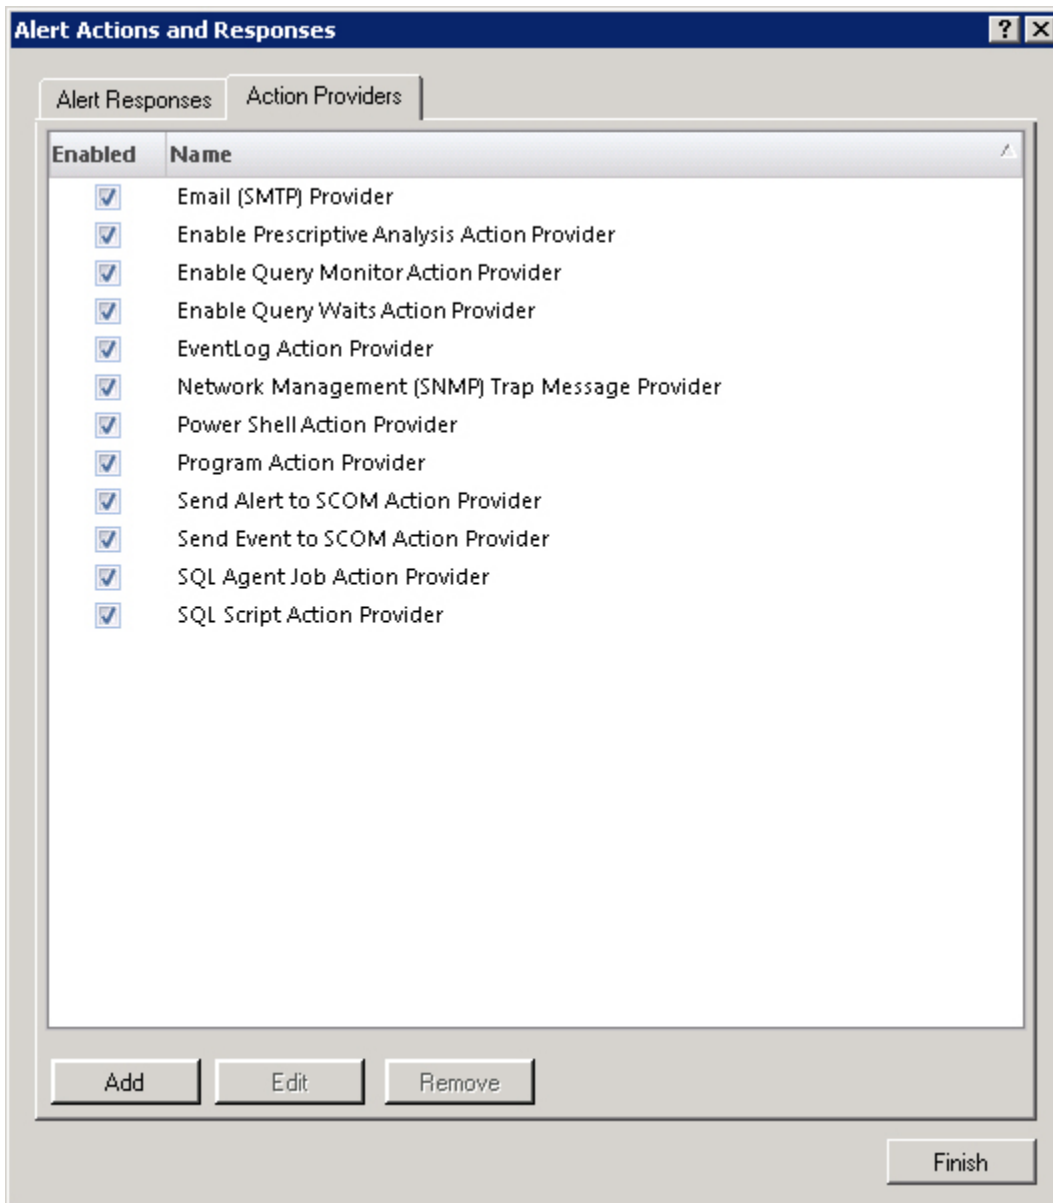 Alert Actions and Responses
Alert Responses
Action Providers
Enabled Name
Email (SMTP) Provider
Enable Prescriptive Analysis Action Provider
Enable Query Monitor Action Provider
Enable Query Waits Action Provider
EventLog Action Provider
Network Management (SNMP) Trap Message Provider
Power Shell Action Provider
Program Action Provider
Send Alert to SCOM Action Provider
Send Event to SCOM Action Provider
SQL Agent Job Action Provider
SQL Script Action Provider
Add Edit Remove
Finish